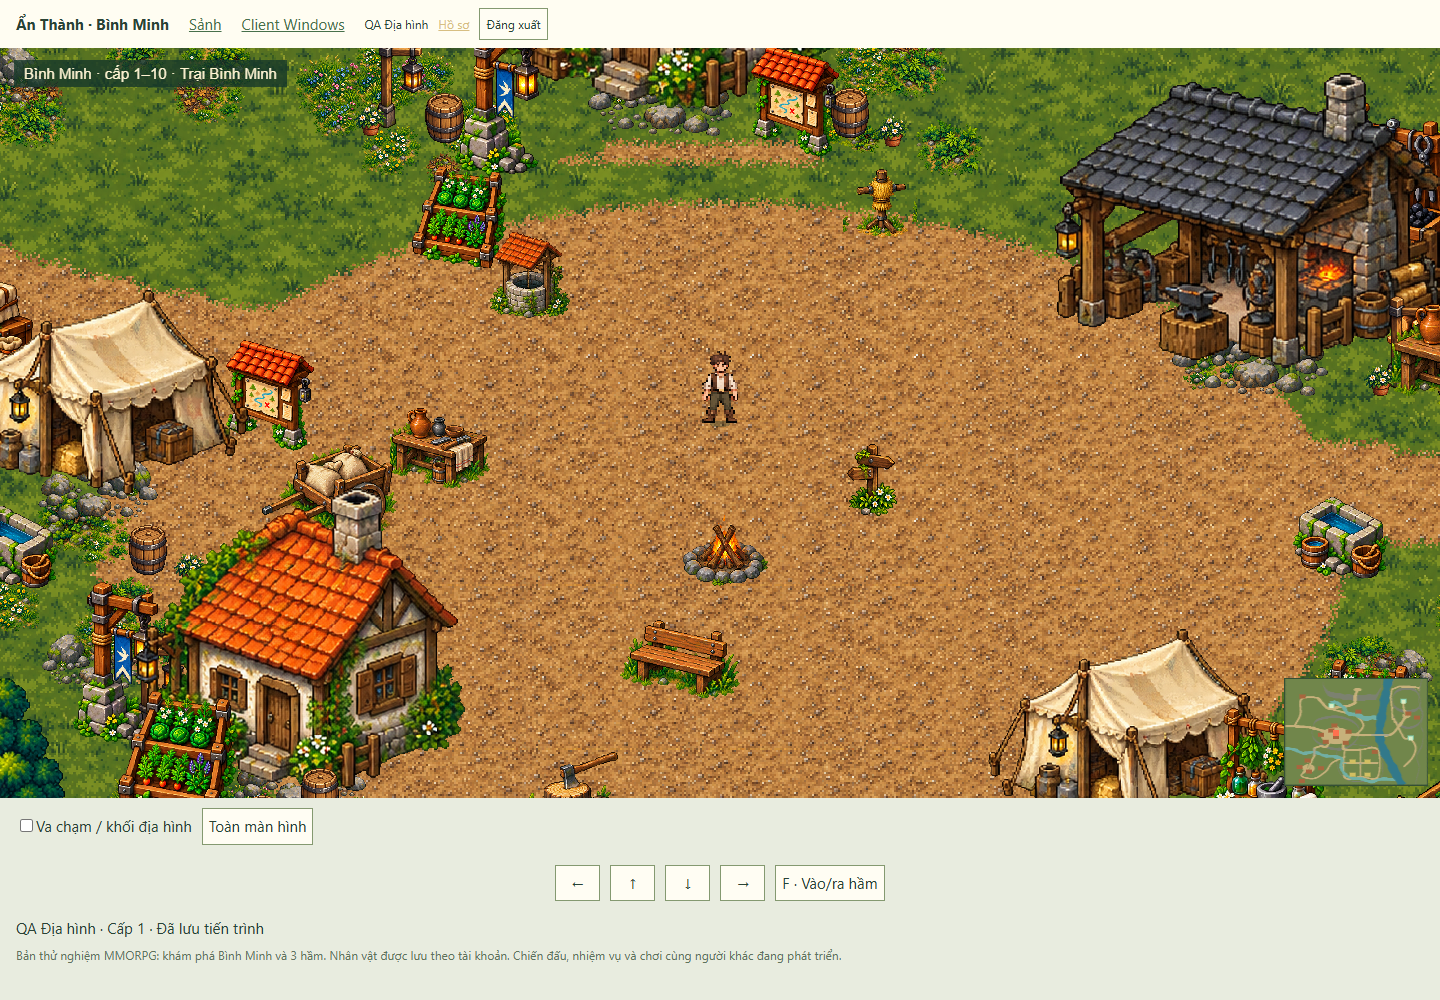 Ẩn Thành · Bình Minh Sảnh Client Windows QA Địa hình Hồ sơ Đăng xuất
Bình Minh · cấp 1–10 · Trại Bình Minh
Va chạm / khối địa hình Toàn màn hình
← ↑ ↓ → F · Vào/ra hầm
QA Địa hình · Cấp 1 · Đã lưu tiến trình
Bản thử nghiệm MMORPG: khám phá Bình Minh và 3 hầm. Nhân vật được lưu theo tài khoản. Chiến đấu, nhiệm vụ và chơi cùng người khác đang phát triển.